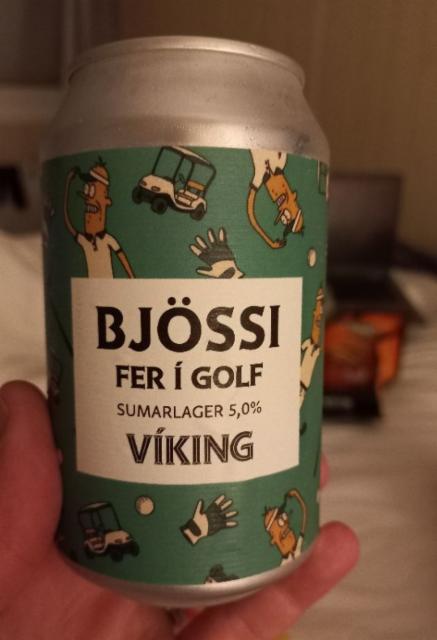 BJÖSSI
FER Í GOLF
SUMARLAGER 5,0%
VÍKING